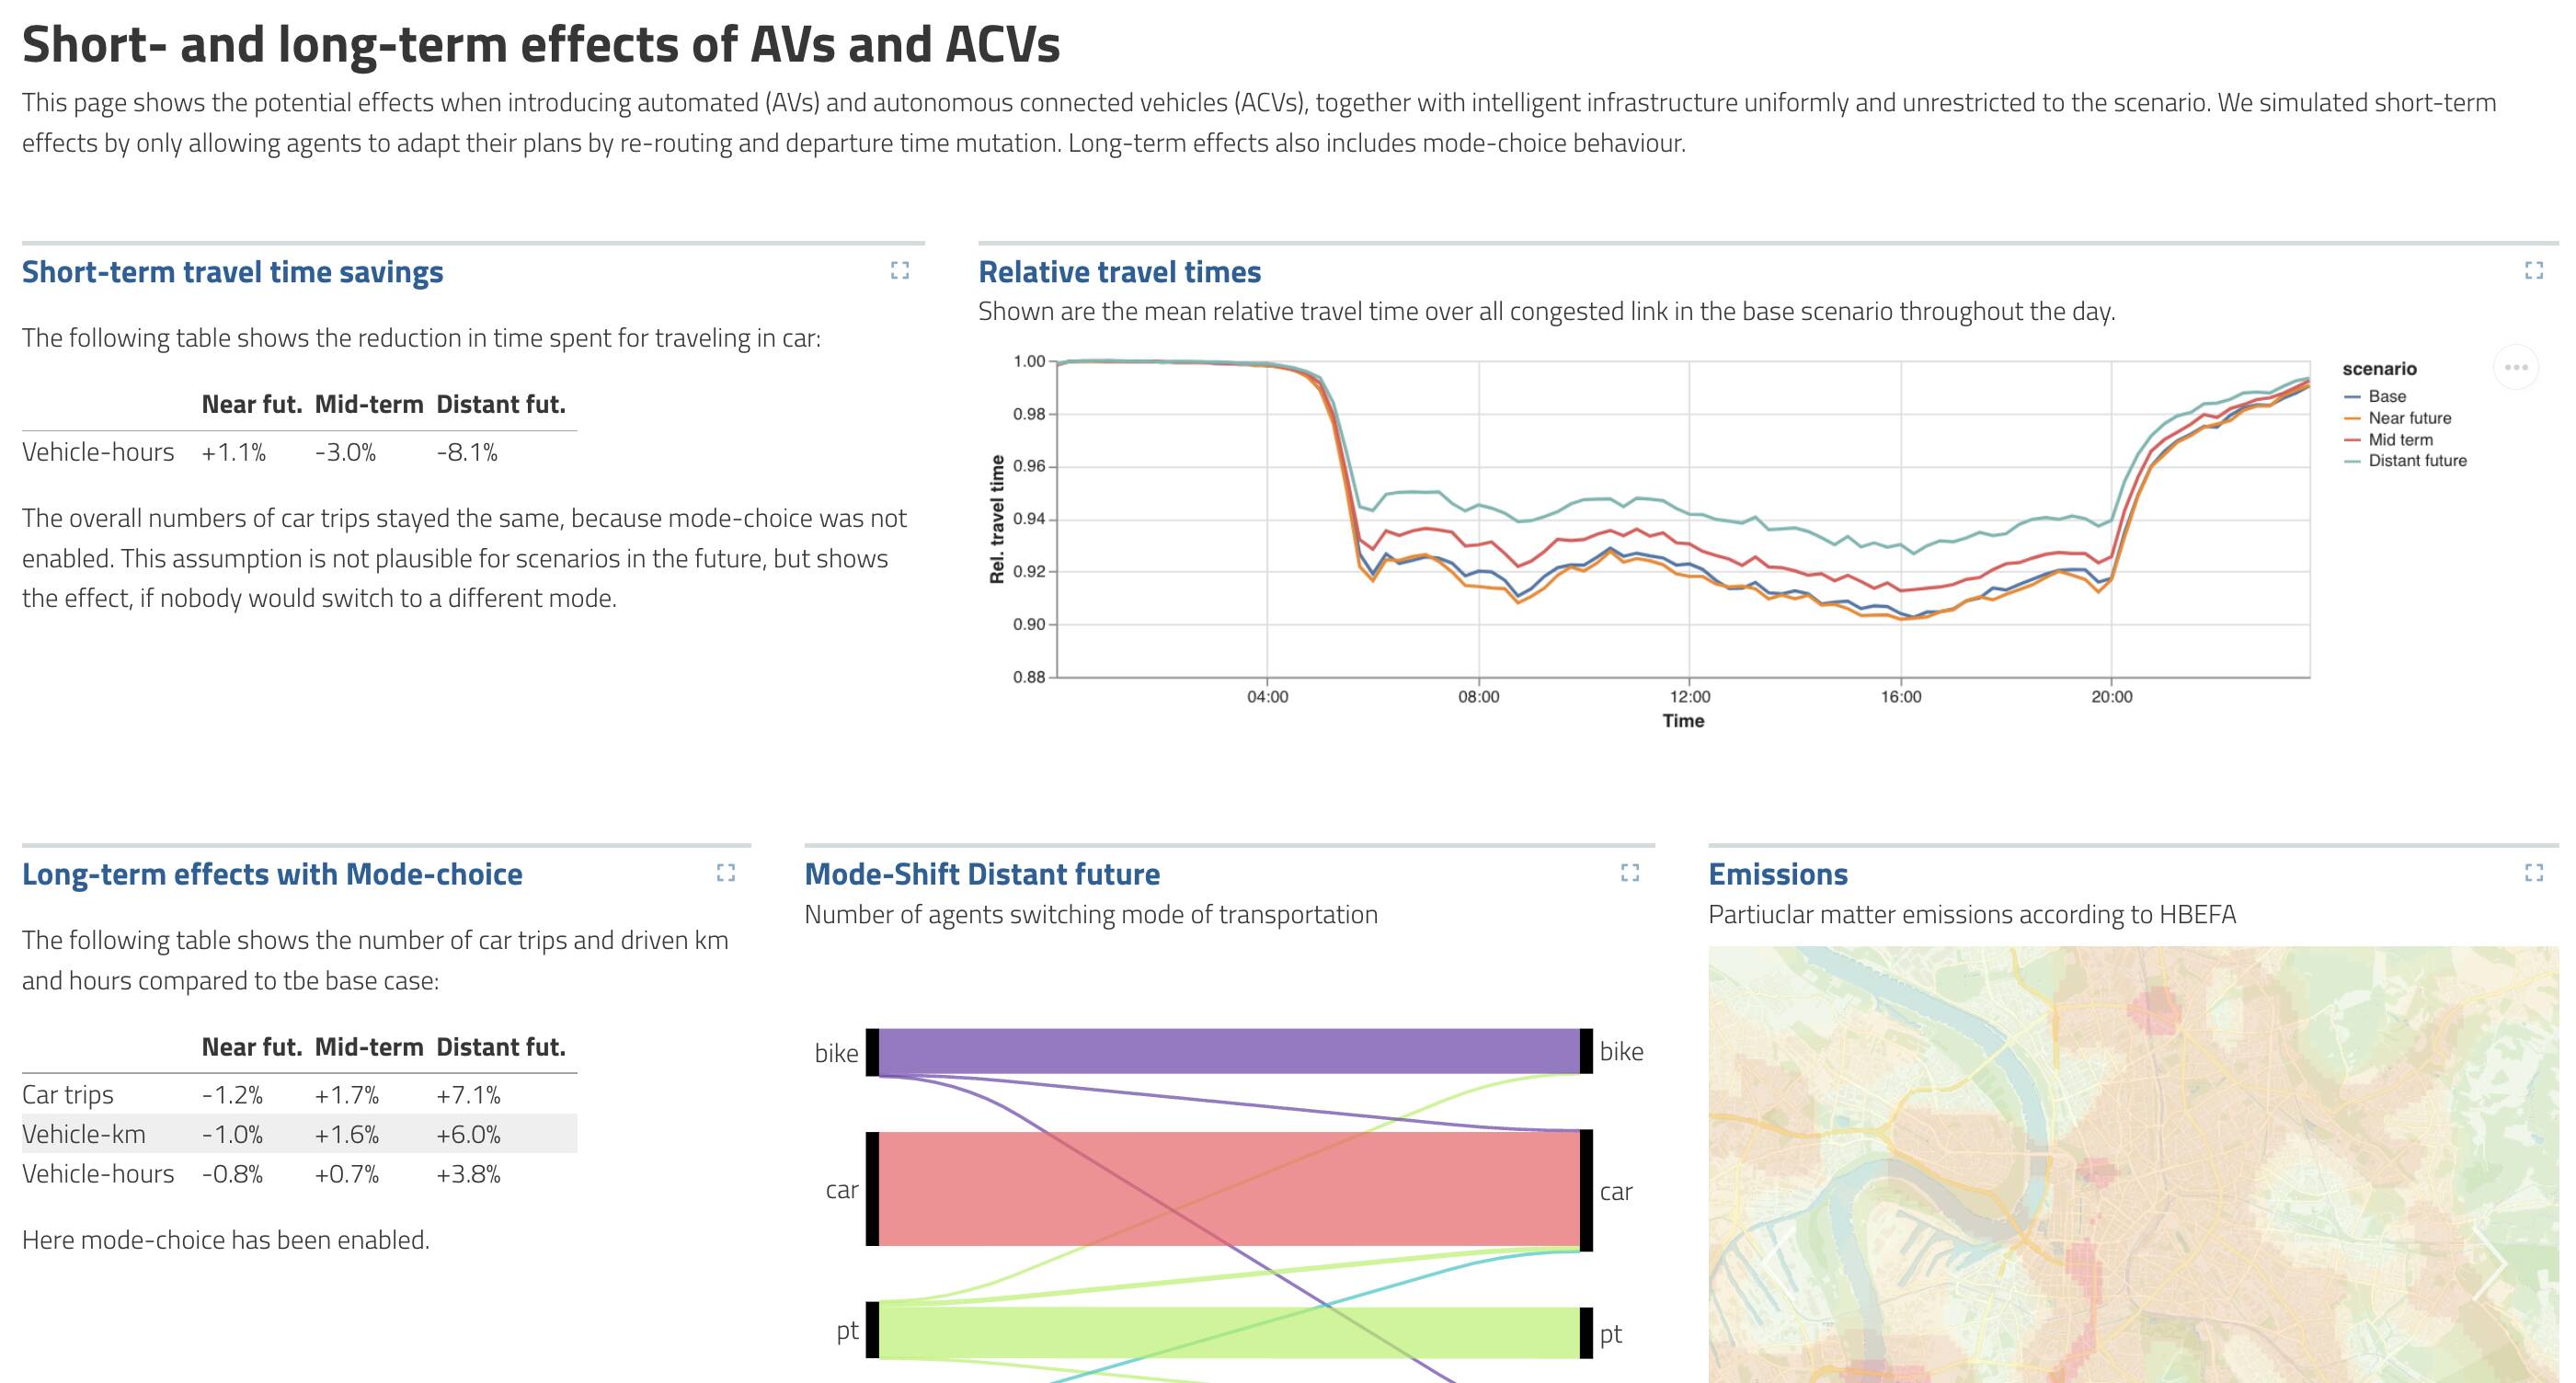 Short- and long-term effects of AVs and ACVs
This page shows the potential effects when introducing automated (AVs) and autonomous connected vehicles (ACVs), together with intelligent infrastructure uniformly and unrestricted to the scenario. We simulated short-term
effects by only allowing agents to adapt their plans by re-routing and departure time mutation. Long-term effects also includes mode-choice behaviour.
Short-term travel time savings
The following table shows the reduction in time spent for traveling in car:
Near fut. Mid-term Distant fut.
Vehicle-hours +1.1% -3.0% -8.1%
The overall numbers of car trips stayed the same, because mode-choice was not
enabled. This assumption is not plausible for scenarios in the future, but shows
the effect, if nobody would switch to a different mode.
Relative travel times
Shown are the mean relative travel time over all congested link in the base scenario throughout the day.
1.00
0.98
0.96
0.94
0.92
0.90
0.88
Rel. travel time
04:00 08:00 12:00 16:00 20:00
Time
scenario
Base
Near future
Mid term
Distant future
Long-term effects with Mode-choice
The following table shows the number of car trips and driven km
and hours compared to tbe base case:
Near fut. Mid-term Distant fut.
Car trips -1.2% +1.7% +7.1%
Vehicle-km -1.0% +1.6% +6.0%
Vehicle-hours -0.8% +0.7% +3.8%
Here mode-choice has been enabled.
Mode-Shift Distant future
Number of agents switching mode of transportation
bike bike
car car
pt pt
Emissions
Partiuclar matter emissions according to HBEFA